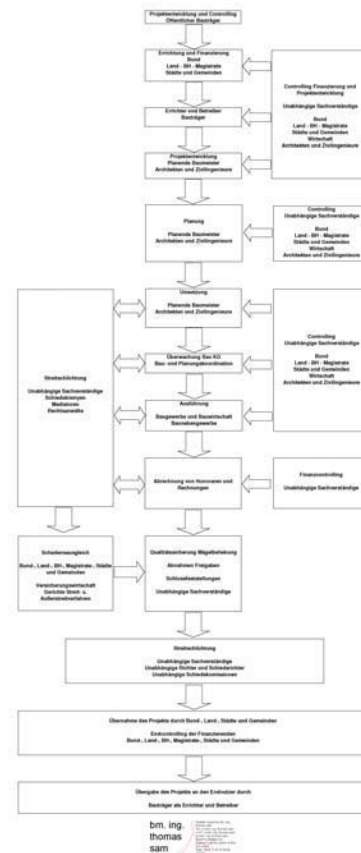 Projektentwicklung und Controlling
Öffentlicher Bauträger
Errichtung und Finanzierung
Bund
Land - BH - Magistrate
Städte und Gemeinden
Controlling Finanzierung und
Projektentwicklung
Unabhängige Sachverständige
Bund
Land - BH - Magistrate
Städte und Gemeinden
Wirtschaft
Architekten und Zivilingenieure
Errichter und Betreiber
Bauträger
Projektentwicklung
Planende Baumeister
Architekten und Zivilingenieure
Planung
Planende Baumeister
Architekten und Zivilingenieure
Controlling
Unabhängige Sachverständige
Bund
Land - BH - Magistrate
Städte und Gemeinden
Wirtschaft
Architekten und Zivilingenieure
Umsetzung
Planende Baumeister
Architekten und Zivilingenieure
Streitschlichtung
Unabhängige Sachverständige
Mediatoren
Rechtsanwälte
Überwachung Bau KG
Bau- und Planungskoordination
Controlling
Unabhängige Sachverständige
Bund
Land - BH - Magistrate
Städte und Gemeinden
Wirtschaft
Architekten und Zivilingenieure
Ausführung
Baugewerbe und Bauwirtschaft
Baunebengewerbe
Abrechnung von Honoraren und
Rechnungen
Finanzcontrolling
Unabhängige Sachverständige
Schadensausgleich
Bund-, Land-, BH-, Magistrate-, Städte
und Gemeinden
Versicherungswirtschaft
Gerichte Streit- u.
Außerstreitverfahren
Qualitätssicherung
Abnahmen Freigaben
Schlussfeststellungen
Unabhängige Sachverständige
Streitschlichtung
Unabhängige Sachverständige
Unabhängige Richter und Schiedsrichter
Unabhängige
Übernahme des Projekts durch Bund-, Land-, Städte und Gemeinden
Endkontrolling der Finanzierenden
Bund-, Land-, BH-, Magistrate-, Städte und Gemeinden
Übergabe des Projekts an den Endnutzer durch
Bauträger als Errichter und Betreiber
bm. ing.
thomas
sam